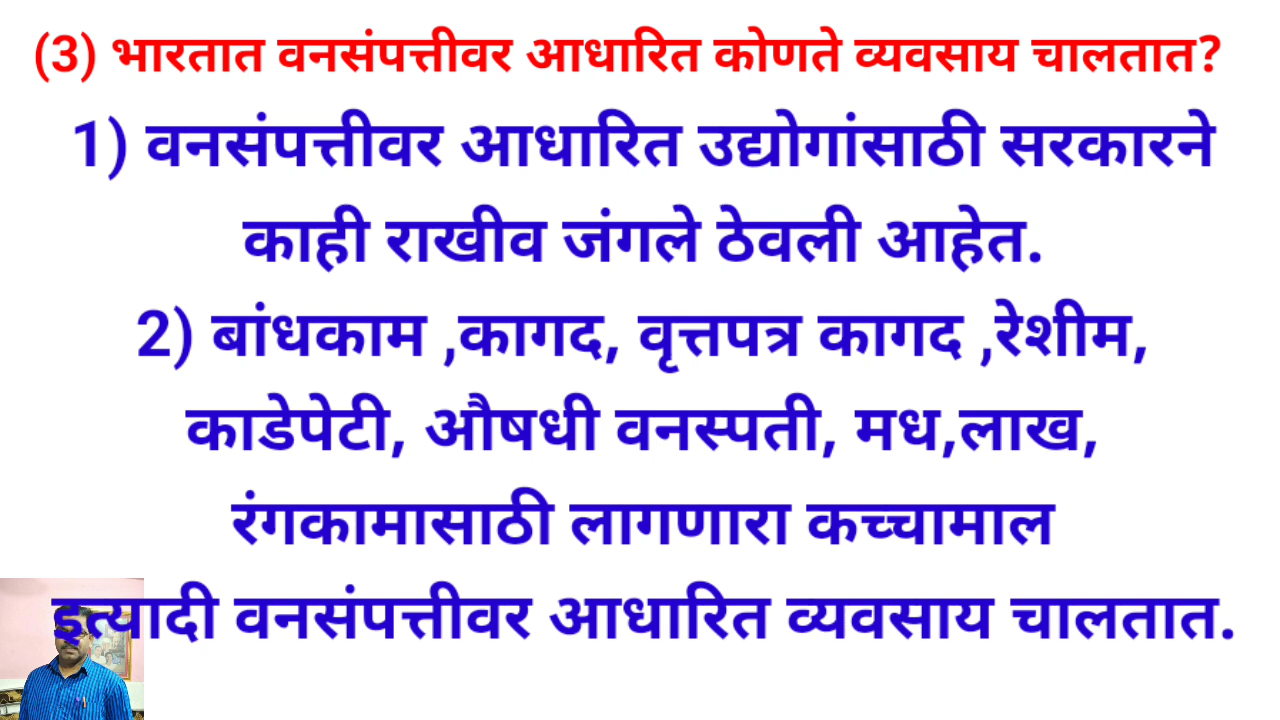 (3) भारतात वनसंपत्तीवर आधारित कोणते व्यवसाय चालतात?
1) वनसंपत्तीवर आधारित उद्योगांसाठी सरकारने
काही राखीव जंगले ठेवली आहेत.
2) बांधकाम ,कागद, वृत्तपत्र कागद ,रेशीम,
काडेपेटी, औषधी वनस्पती, मध,लाख,
रंगकामासाठी लागणारा कच्चामाल
इत्यादी वनसंपत्तीवर आधारित व्यवसाय चालतात.